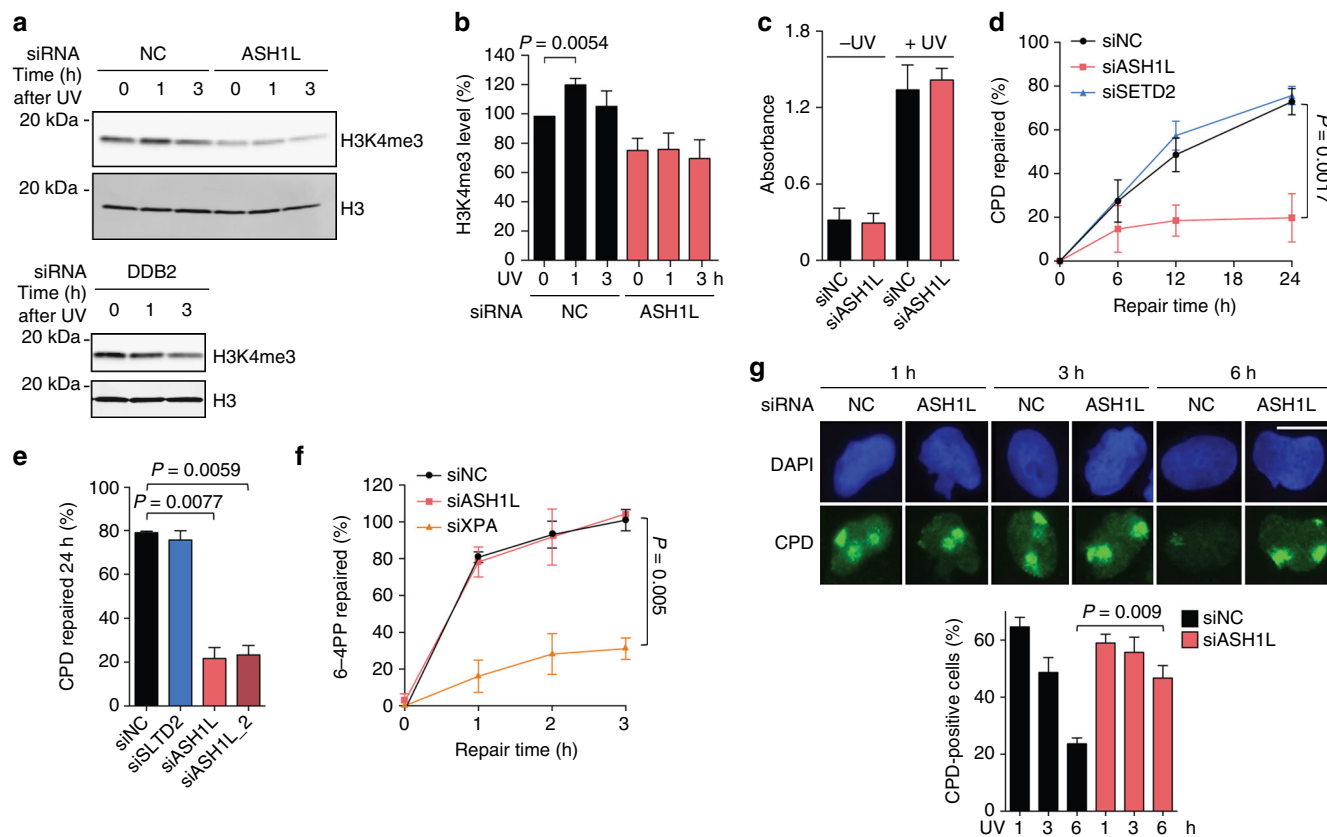 a
siRNA NC ASH1L
Time (h) after UV 0 1 3 0 1 3
20 kDa
H3K4me3
20 kDa
H3
siRNA DDB2
Time (h) after UV 0 1 3
20 kDa
H3K4me3
20 kDa
H3
b
P = 0.0054
H3K4me3 level (%)
140
120
100
80
60
40
20
0
UV 0 1 3 0 1 3 h
siRNA NC ASH1L
c
–UV + UV
Absorbance
1.8
1.2
0.6
0
siNC
siASH1L
siNC
siASH1L
d
siNC
siASH1L
siSETD2
CPD repaired (%)
100
80
60
40
20
0
P = 0.0017
0 6 12 18 24
Repair time (h)
e
P = 0.0059
P = 0.0077
CPD repaired 24 h (%)
100
80
60
40
20
0
siNC
siSLTD2
siASH1L
siASH1L_2
f
siNC
siASH1L
siXPA
6–4PP repaired (%)
120
100
80
60
40
20
0
P = 0.005
0 1 2 3
Repair time (h)
g
1 h 3 h 6 h
siRNA NC ASH1L NC ASH1L NC ASH1L
DAPI
CPD
P = 0.009
siNC
siASH1L
CPD-positive cells (%)
60
40
20
0
UV 1 3 6 1 3 6 h